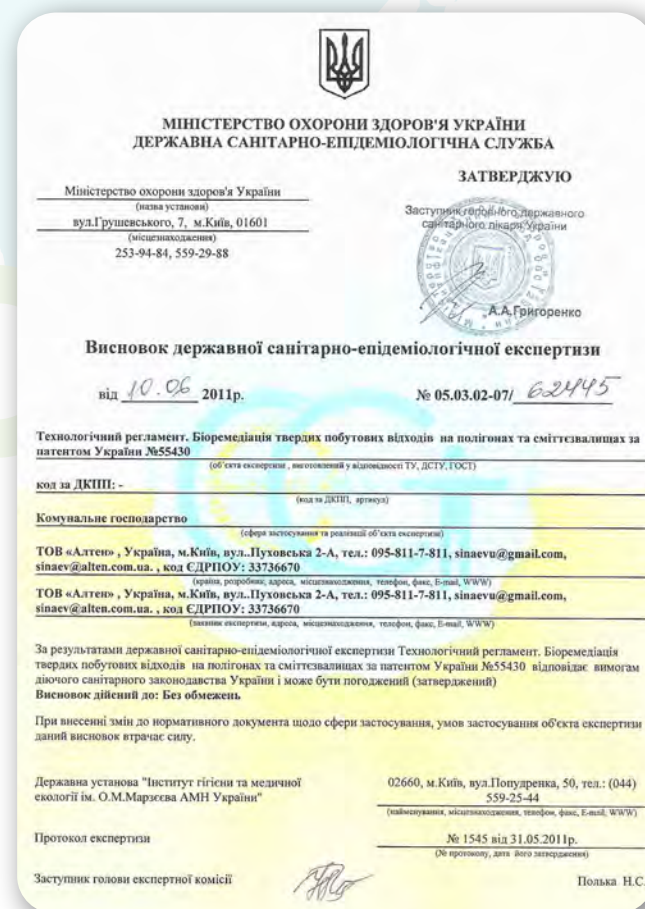 МІНІСТЕРСТВО ОХОРОНИ ЗДОРОВ'Я УКРАЇНИ
ДЕРЖАВНА САНІТАРНО-ЕПІДЕМІОЛОГІЧНА СЛУЖБА
ЗАТВЕРДЖУЮ
Міністерство охорони здоров'я України
(назва установи)
вул.Грушевського, 7, м.Київ, 01601
(місцезнаходження)
253-94-84, 559-29-88
Заступник головного державного
санітарного лікаря України
А.А.Григоренко
Висновок державної санітарно-епідеміологічної експертизи
від 10.06 2011р.
№ 05.03.02-07/ 62445
Технологічний регламент. Біоремедіація твердих побутових відходів на полігонах та сміттєзвалищах за
патентом України №55430
(об'єкта експертизи, виготовлений у відповідності ТУ, ДСТУ, ГОСТ)
код за ДКПП: -
(код за ДКПП, артикул)
Комунальне господарство
(сфера застосування та реалізації об'єкта експертизи)
ТОВ «Алтен» , Україна, м.Київ, вул..Пуховська 2-А, тел.: 095-811-7-811, sinaevu@gmail.com,
sinaev@alten.com.ua. , код ЄДРПОУ: 33736670
(країна, розробник, адреса, місцезнаходження, телефон, факс, E-mail, WWW)
ТОВ «Алтен» , Україна, м.Київ, вул..Пуховська 2-А, тел.: 095-811-7-811, sinaevu@gmail.com,
sinaev@alten.com.ua. , код ЄДРПОУ: 33736670
(заявник експертизи, адреса, місцезнаходження, телефон, факс, E-mail, WWW)
За результатами державної санітарно-епідеміологічної експертизи Технологічний регламент. Біоремедіація
твердих побутових відходів на полігонах та сміттєзвалищах за патентом України №55430 відповідає вимогам
діючого санітарного законодавства України і може бути погоджений (затверджений)
Висновок дійсний до: Без обмежень
При внесенні змін до нормативного документа щодо сфери застосування, умов застосування об'єкта експертизи
даний висновок втрачає силу.
Державна установа "Інститут гігієни та медичної
екології ім. О.М.Марзєєва АМН України"
02660, м.Київ, вул.Попудренка, 50, тел.: (044)
559-25-44
(найменування, місцезнаходження, телефон, факс, E-mail, WWW)
Протокол експертизи
№ 1545 від 31.05.2011р.
(№ протоколу, дата його затвердження)
Заступник голови експертної комісії
Полька Н.С.